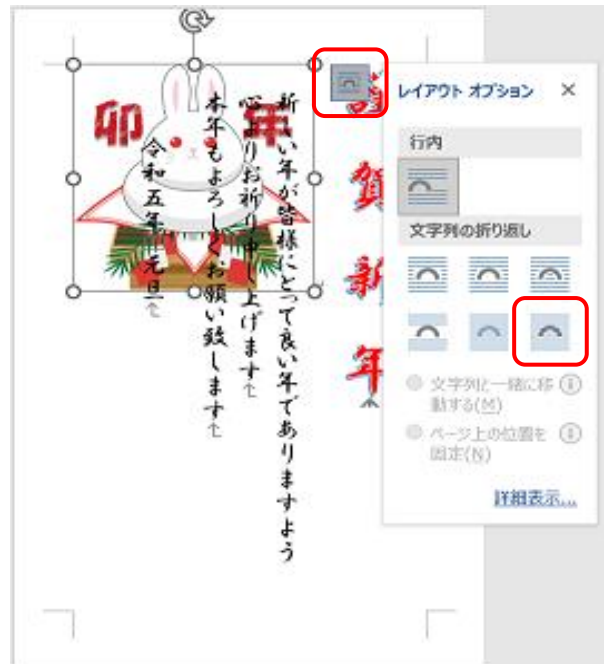 謹賀新年
新しい年が皆様にとって良い年でありますよう
心よりお祈り申し上げます
本年もよろしくお願い致します
令和五年 元旦
卯 年
レイアウト オプション ×
行内
文字列の折り返し
文字列と一緒に移動する(M)
ページ上の位置を固定(N)
詳細表示...